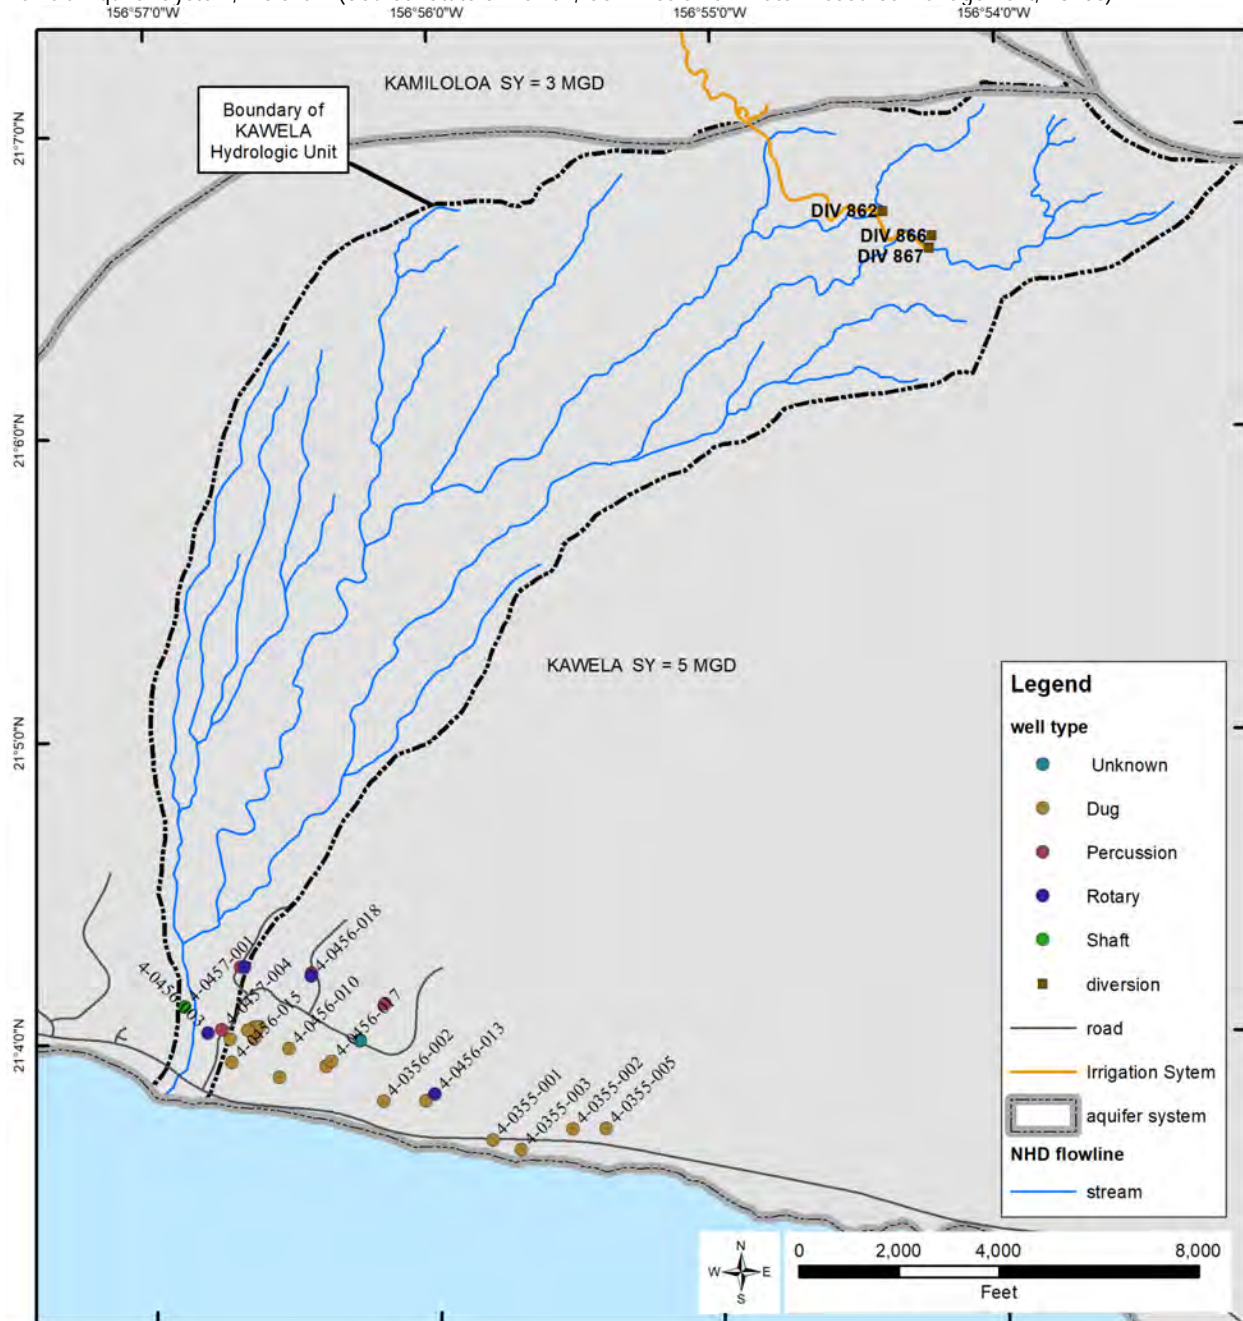 156°57'0"W 156°56'0"W 156°55'0"W 156°54'0"W
KAMILOLOA SY = 3 MGD
Boundary of
KAWELA
Hydrologic Unit
21°7'0"N
DIV 862
DIV 866
DIV 867
21°6'0"N
KAWELA SY = 5 MGD
21°5'0"N
21°4'0"N
4-0457-001
4-0457-004
4-0456-015
4-0456-010
4-0456-018
4-0456-017
4-0356-002
4-0456-013
4-0355-001
4-0355-003
4-0355-002
4-0355-005
Legend
well type
Unknown
Dug
Percussion
Rotary
Shaft
diversion
road
Irrigation Sytem
aquifer system
NHD flowline
stream
N
W E
S
0 2,000 4,000 8,000
Feet